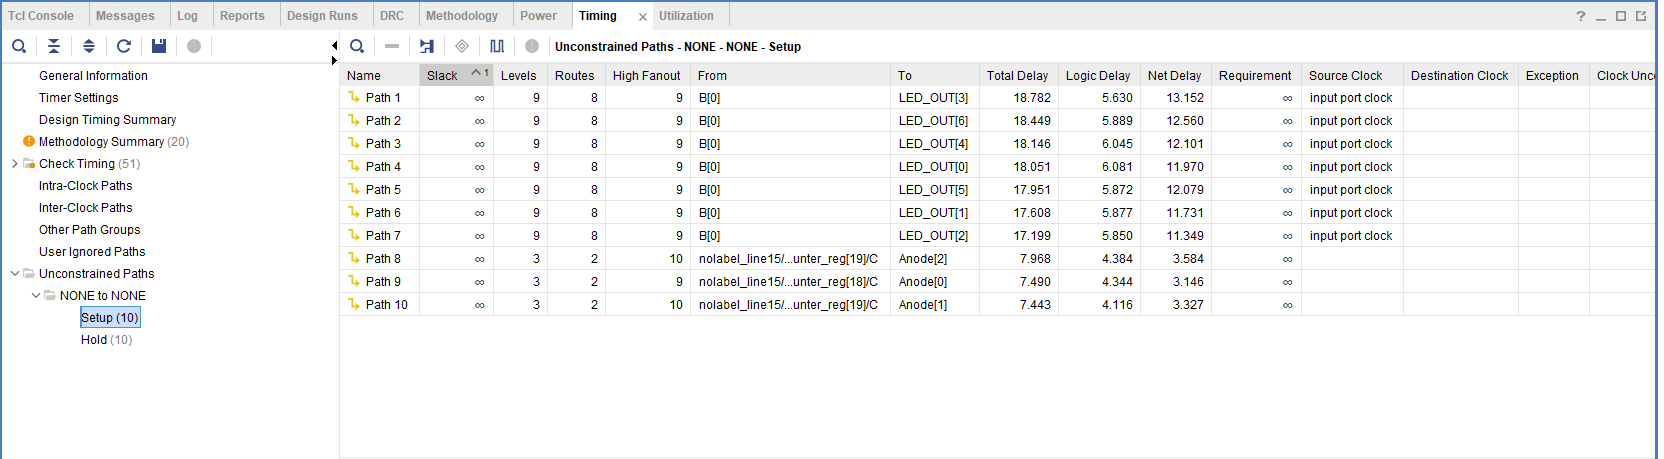 Tcl Console Messages Log Reports Design Runs DRC Methodology Power Timing × Utilization ? _
Unconstrained Paths - NONE - NONE - Setup
General Information
Timer Settings
Design Timing Summary
Methodology Summary (20)
Check Timing (51)
Intra-Clock Paths
Inter-Clock Paths
Other Path Groups
User Ignored Paths
Unconstrained Paths
NONE to NONE
Setup (10)
Hold (10)
Name Slack 1 Levels Routes High Fanout From To Total Delay Logic Delay Net Delay Requirement Source Clock Destination Clock Exception Clock Unce
Path 1 ∞ 9 8 9 B[0] LED_OUT[3] 18.782 5.630 13.152 ∞ input port clock
Path 2 ∞ 9 8 9 B[0] LED_OUT[6] 18.449 5.889 12.560 ∞ input port clock
Path 3 ∞ 9 8 9 B[0] LED_OUT[4] 18.146 6.045 12.101 ∞ input port clock
Path 4 ∞ 9 8 9 B[0] LED_OUT[0] 18.051 6.081 11.970 ∞ input port clock
Path 5 ∞ 9 8 9 B[0] LED_OUT[5] 17.951 5.872 12.079 ∞ input port clock
Path 6 ∞ 9 8 9 B[0] LED_OUT[1] 17.608 5.877 11.731 ∞ input port clock
Path 7 ∞ 9 8 9 B[0] LED_OUT[2] 17.199 5.850 11.349 ∞ input port clock
Path 8 ∞ 3 2 10 nolabel_line15/...unter_reg[19]/C Anode[2] 7.968 4.384 3.584 ∞
Path 9 ∞ 3 2 9 nolabel_line15/...unter_reg[18]/C Anode[0] 7.490 4.344 3.146 ∞
Path 10 ∞ 3 2 10 nolabel_line15/...unter_reg[19]/C Anode[1] 7.443 4.116 3.327 ∞